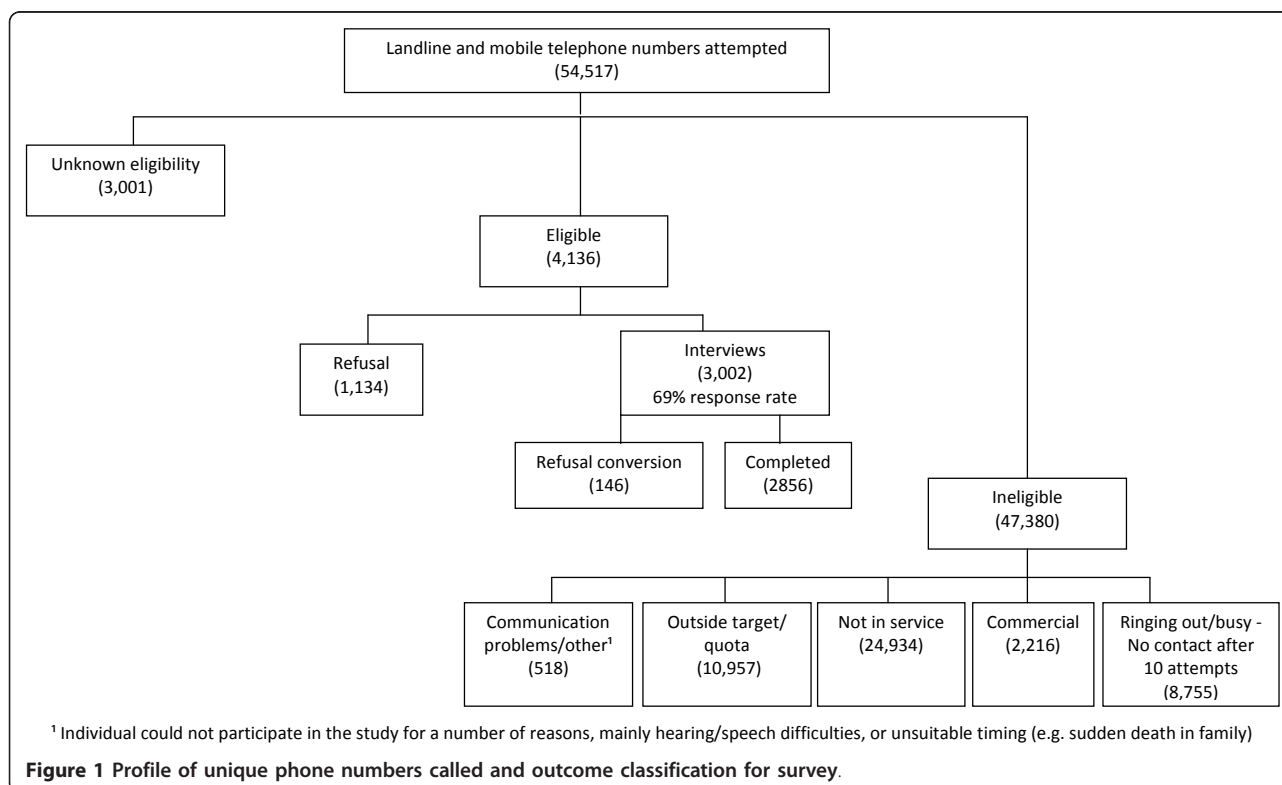 Landline and mobile telephone numbers attempted
(54,517)
Unknown eligibility
(3,001)
Eligible
(4,136)
Refusal
(1,134)
Interviews
(3,002)
69% response rate
Refusal conversion
(146)
Completed
(2856)
Ineligible
(47,380)
Communication
problems/other¹
(518)
Outside target/
quota
(10,957)
Not in service
(24,934)
Commercial
(2,216)
Ringing out/busy -
No contact after
10 attempts
(8,755)
¹ Individual could not participate in the study for a number of reasons, mainly hearing/speech difficulties, or unsuitable timing (e.g. sudden death in family)
Figure 1 Profile of unique phone numbers called and outcome classification for survey.